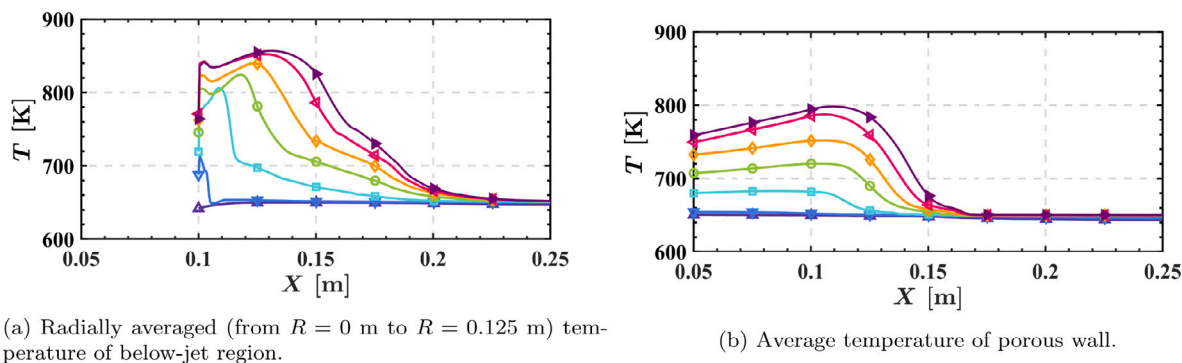 900
800
700
600
T [K]
0.05 0.1 0.15 0.2 0.25
X [m]
(a) Radially averaged (from R = 0 m to R = 0.125 m) tem-
perature of below-jet region.
900
800
700
600
T [K]
0.05 0.1 0.15 0.2 0.25
X [m]
(b) Average temperature of porous wall.